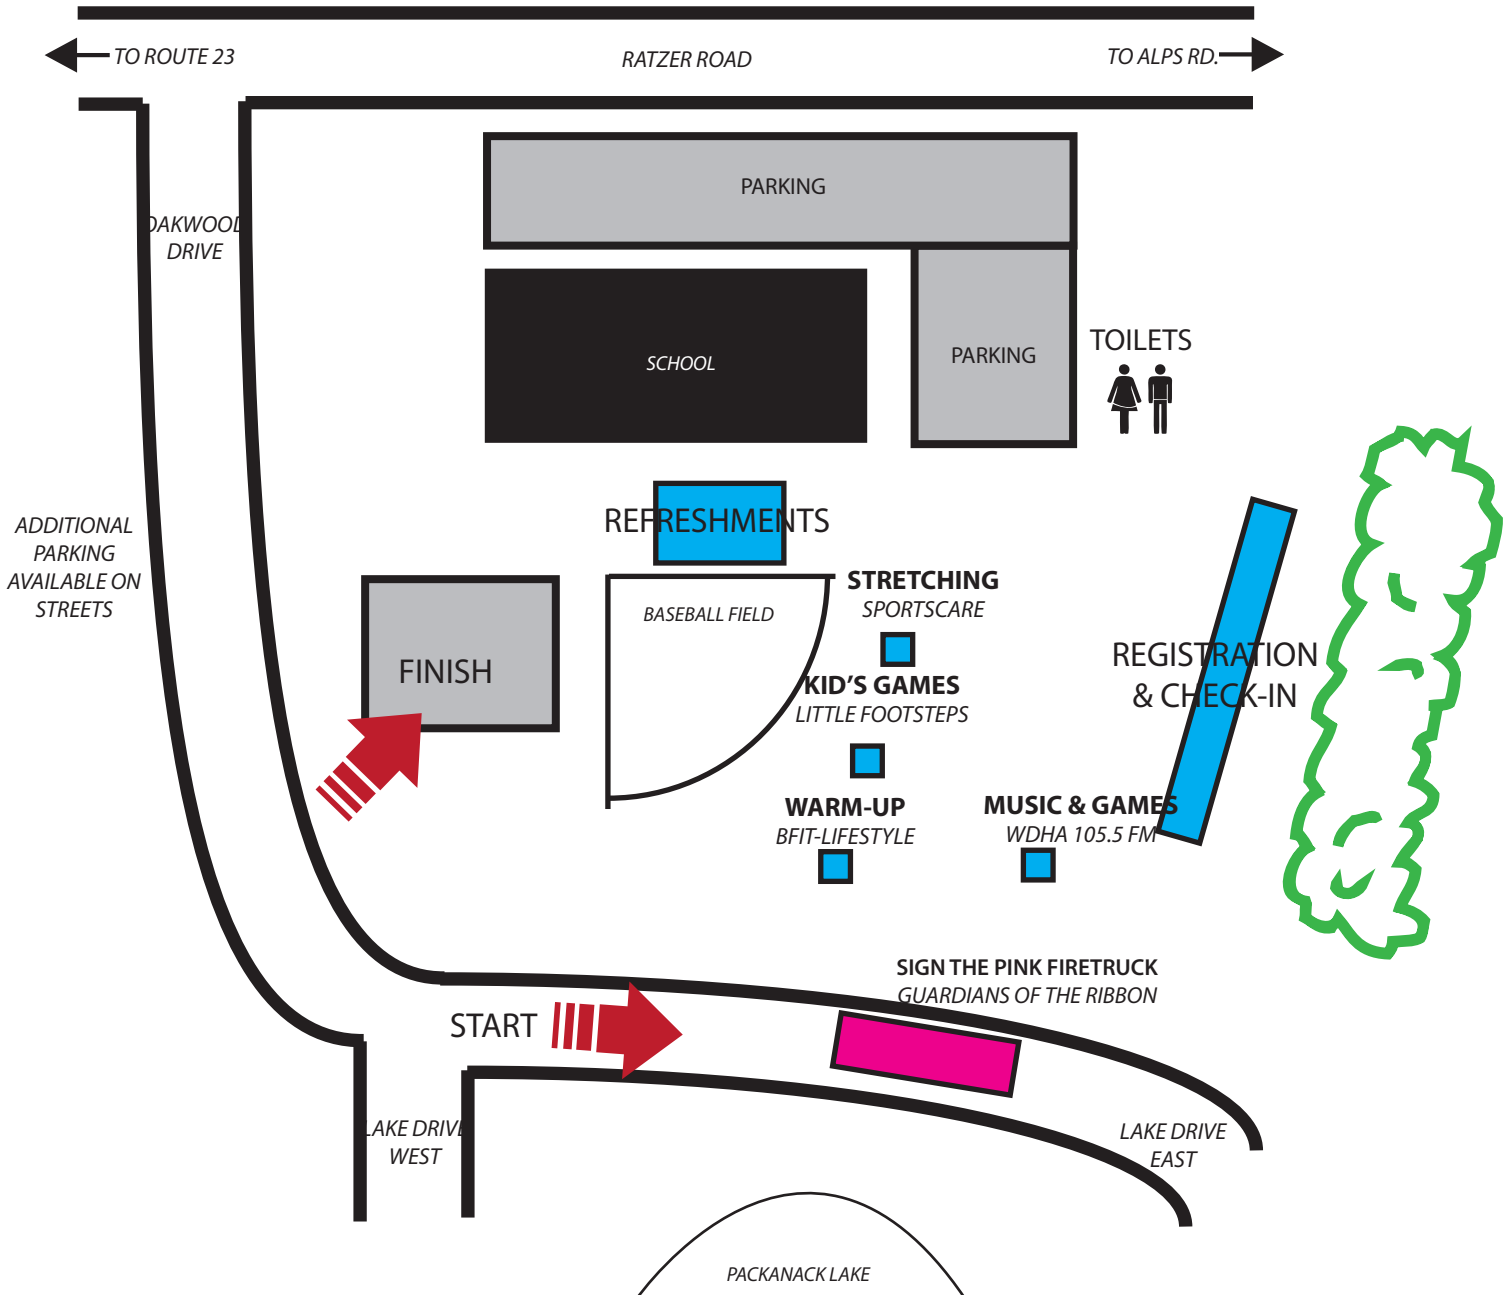 TO ROUTE 23
RATZER ROAD
TO ALPS RD.
PARKING
OAKWOOD
DRIVE
TOILETS
PARKING
SCHOOL
REFRESHMENTS
ADDITIONAL
PARKING
AVAILABLE ON
STREETS
STRETCHING
SPORTSCARE
BASEBALL FIELD
FINISH
REGISTRATION
& CHECK-IN
KID'S GAMES
LITTLE FOOTSTEPS
WARM-UP
BFIT-LIFESTYLE
MUSIC & GAMES
WDHA 105.5 FM
SIGN THE PINK FIRETRUCK
GUARDIANS OF THE RIBBON
START
LAKE DRIVE
WEST
LAKE DRIVE
EAST
PACKANACK LAKE